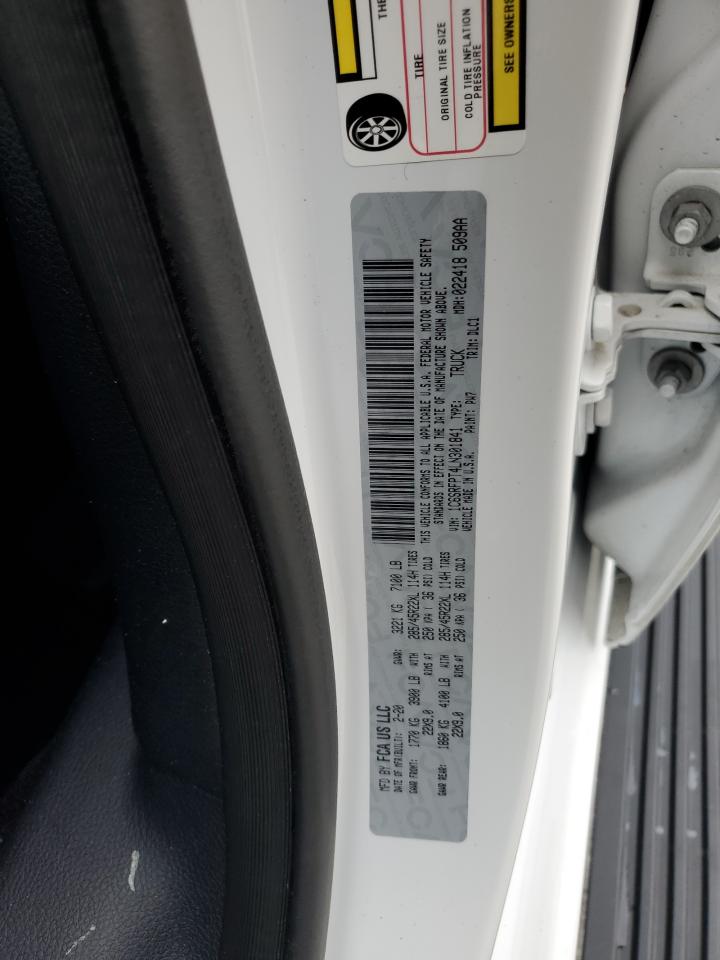 THE
TIRE
ORIGINAL TIRE SIZE
COLD TIRE INFLATION
PRESSURE
SEE OWNERS
MFD BY FCA US LLC
DATE OF MFR(BUILT): 2-20 GVWR: 3221 KG 7100 LB
GAWR FRONT: 1770 KG 3900 LB WITH 285/45R22XL 114H TIRES
22X9.0 RIMS AT 250 KPA ( 36 PSI) COLD
GAWR REAR: 1860 KG 4100 LB WITH 285/45R22XL 114H TIRES
22X9.0 RIMS AT 250 KPA ( 36 PSI) COLD
THIS VEHICLE CONFORMS TO ALL APPLICABLE U.S.A. FEDERAL MOTOR VEHICLE SAFETY
STANDARDS IN EFFECT ON THE DATE OF MANUFACTURE SHOWN ABOVE.
VIN: 1C6SRFPT4LN301841 TYPE: TRUCK MDH: 022418 509AA
VEHICLE MADE IN U.S.A. PAINT: PW7 TRIM: DLC1